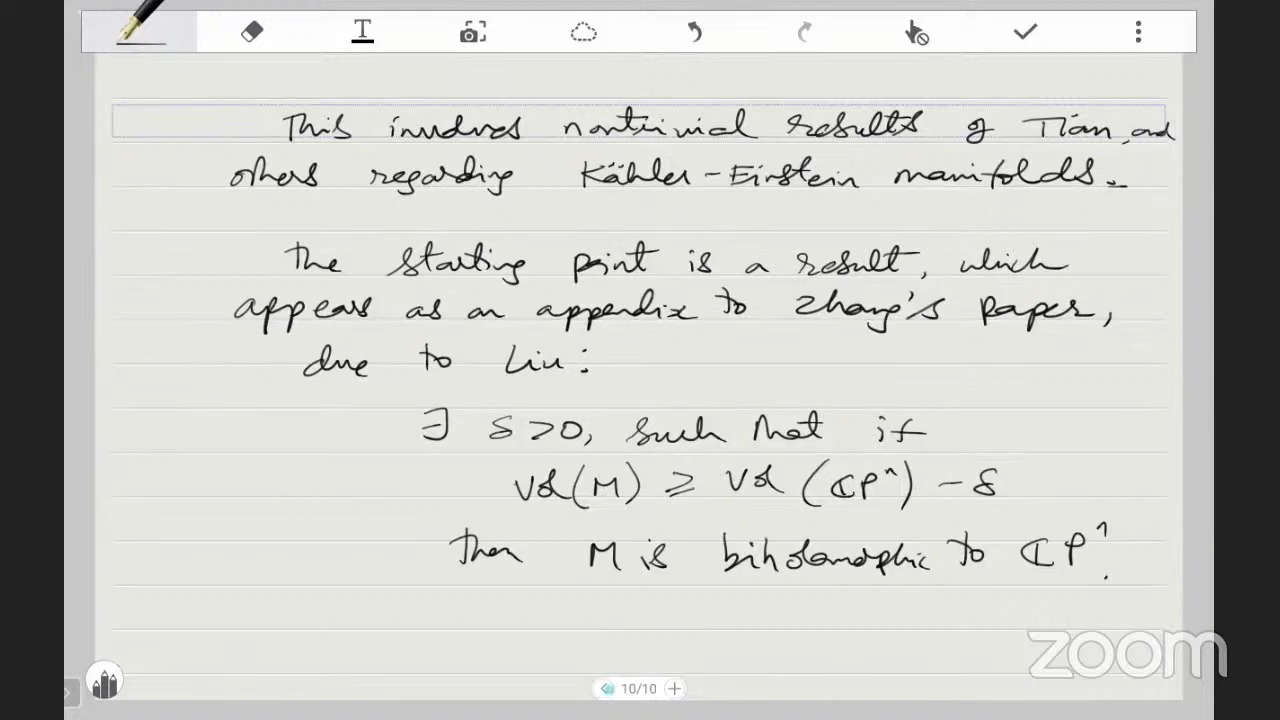 T
This involves nontrivial results of Tian, and
others regarding Kähler-Einstein manifolds.
The starting point is a result, which
appears as an appendix to Zhang's paper,
due to Liu:
∃ δ>0, such that if
Vol(M) ≥ Vol (ℂPⁿ) - δ
then M is biholomorphic to ℂPⁿ.
zoom
10/10